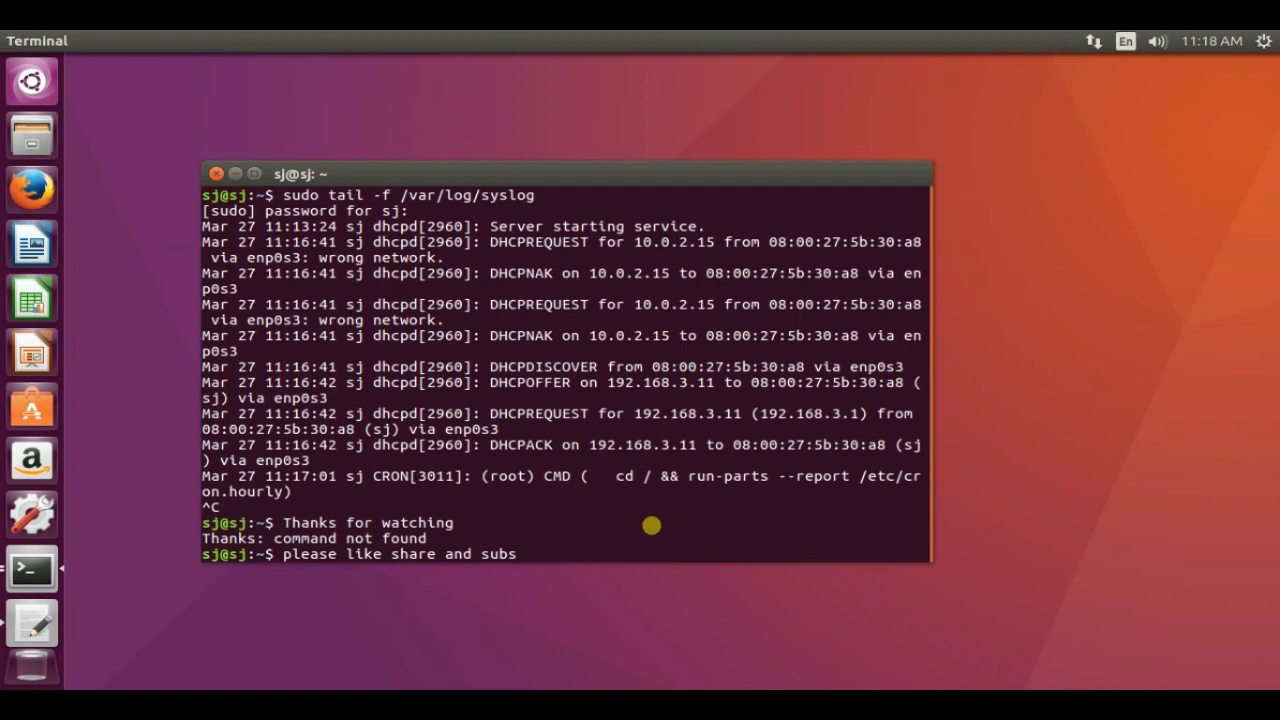 Terminal
En
11:18 AM
sj@sj: ~
sj@sj:~$ sudo tail -f /var/log/syslog
[sudo] password for sj:
Mar 27 11:13:24 sj dhcpd[2960]: Server starting service.
Mar 27 11:16:41 sj dhcpd[2960]: DHCPREQUEST for 10.0.2.15 from 08:00:27:5b:30:a8
 via enp0s3: wrong network.
Mar 27 11:16:41 sj dhcpd[2960]: DHCPNAK on 10.0.2.15 to 08:00:27:5b:30:a8 via en
p0s3
Mar 27 11:16:41 sj dhcpd[2960]: DHCPREQUEST for 10.0.2.15 from 08:00:27:5b:30:a8
 via enp0s3: wrong network.
Mar 27 11:16:41 sj dhcpd[2960]: DHCPNAK on 10.0.2.15 to 08:00:27:5b:30:a8 via en
p0s3
Mar 27 11:16:41 sj dhcpd[2960]: DHCPDISCOVER from 08:00:27:5b:30:a8 via enp0s3
Mar 27 11:16:42 sj dhcpd[2960]: DHCPOFFER on 192.168.3.11 to 08:00:27:5b:30:a8 (
sj) via enp0s3
Mar 27 11:16:42 sj dhcpd[2960]: DHCPREQUEST for 192.168.3.11 (192.168.3.1) from
08:00:27:5b:30:a8 (sj) via enp0s3
Mar 27 11:16:42 sj dhcpd[2960]: DHCPACK on 192.168.3.11 to 08:00:27:5b:30:a8 (sj
) via enp0s3
Mar 27 11:17:01 sj CRON[3011]: (root) CMD (   cd / && run-parts --report /etc/cr
on.hourly)
^C
sj@sj:~$ Thanks for watching
Thanks: command not found
sj@sj:~$ please like share and subs